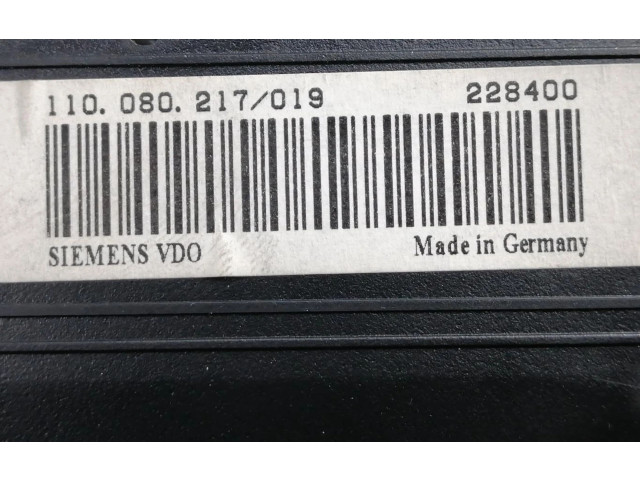 110.080.217/019 228400
SIEMENS VDO Made in Germany